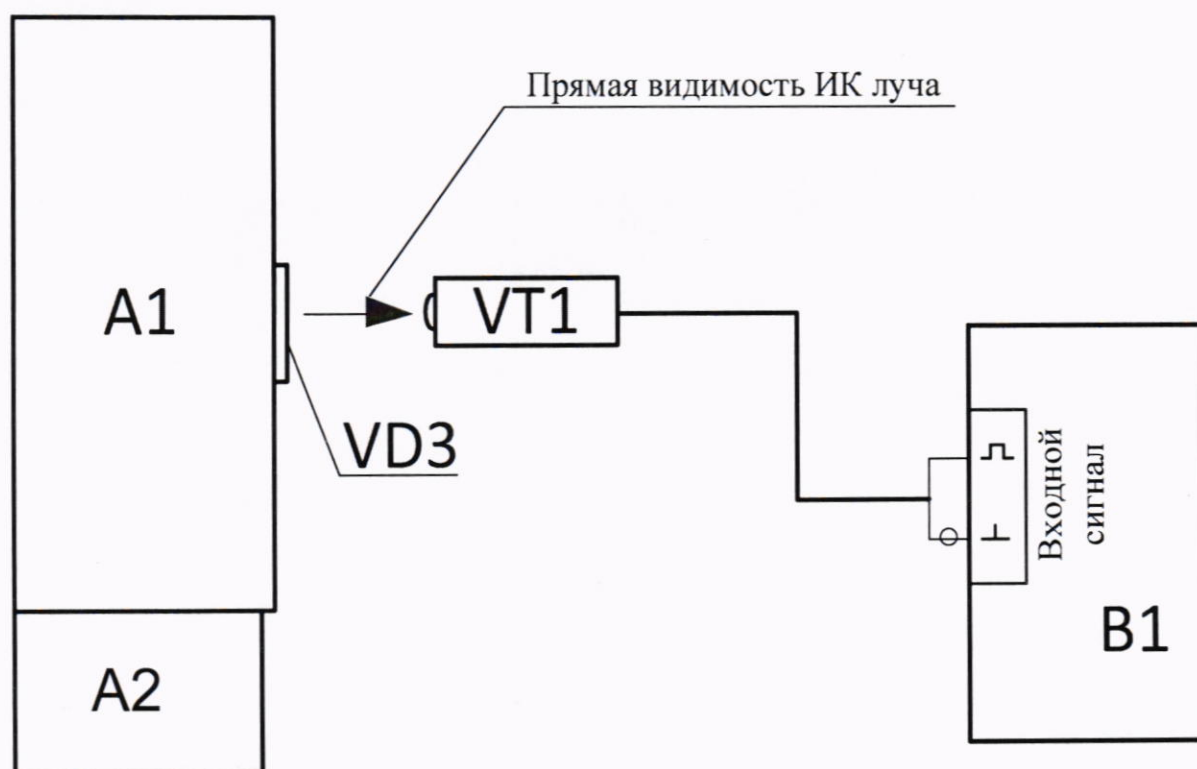 Прямая видимость ИК луча
A1
VT1
VD3
Входной
сигнал
B1
A2